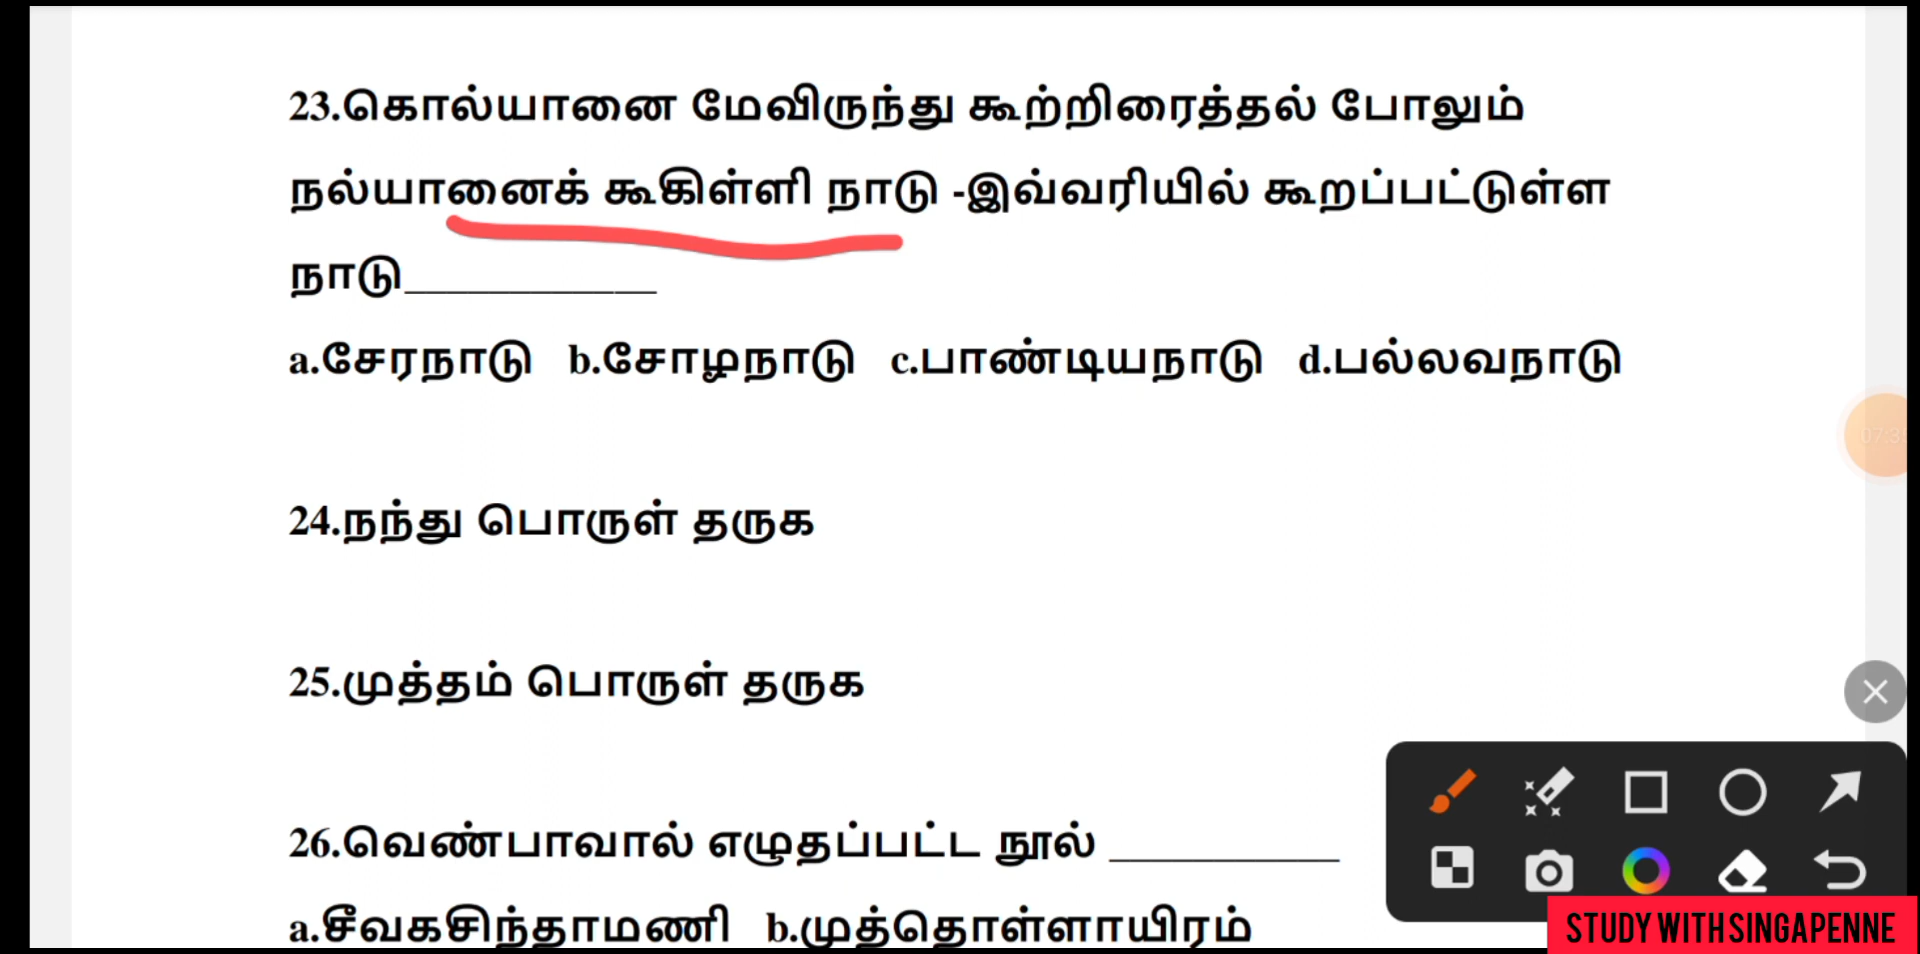 23.கொல்யானை மேவிருந்து கூற்றிரைத்தல் போலும்
நல்யானைக் கூகிள்ளி நாடு -இவ்வரியில் கூறப்பட்டுள்ள
நாடு____________
a.சேரநாடு b.சோழநாடு c.பாண்டியநாடு d.பல்லவநாடு
24.நந்து பொருள் தருக
25.முத்தம் பொருள் தருக
26.வெண்பாவால் எழுதப்பட்ட நூல் ___________
a.சீவகசிந்தாமணி b.முத்தொள்ளாயிரம்
STUDY WITH SINGAPENNE